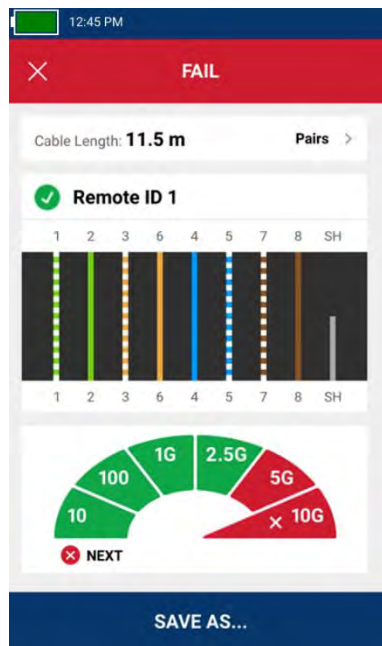 12:45 PM
FAIL
Cable Length: 11.5 m Pairs >
Remote ID 1
1 2 3 6 4 5 7 8 SH
1 2 3 6 4 5 7 8 SH
10 100 1G 2.5G 5G 10G
NEXT
SAVE AS...